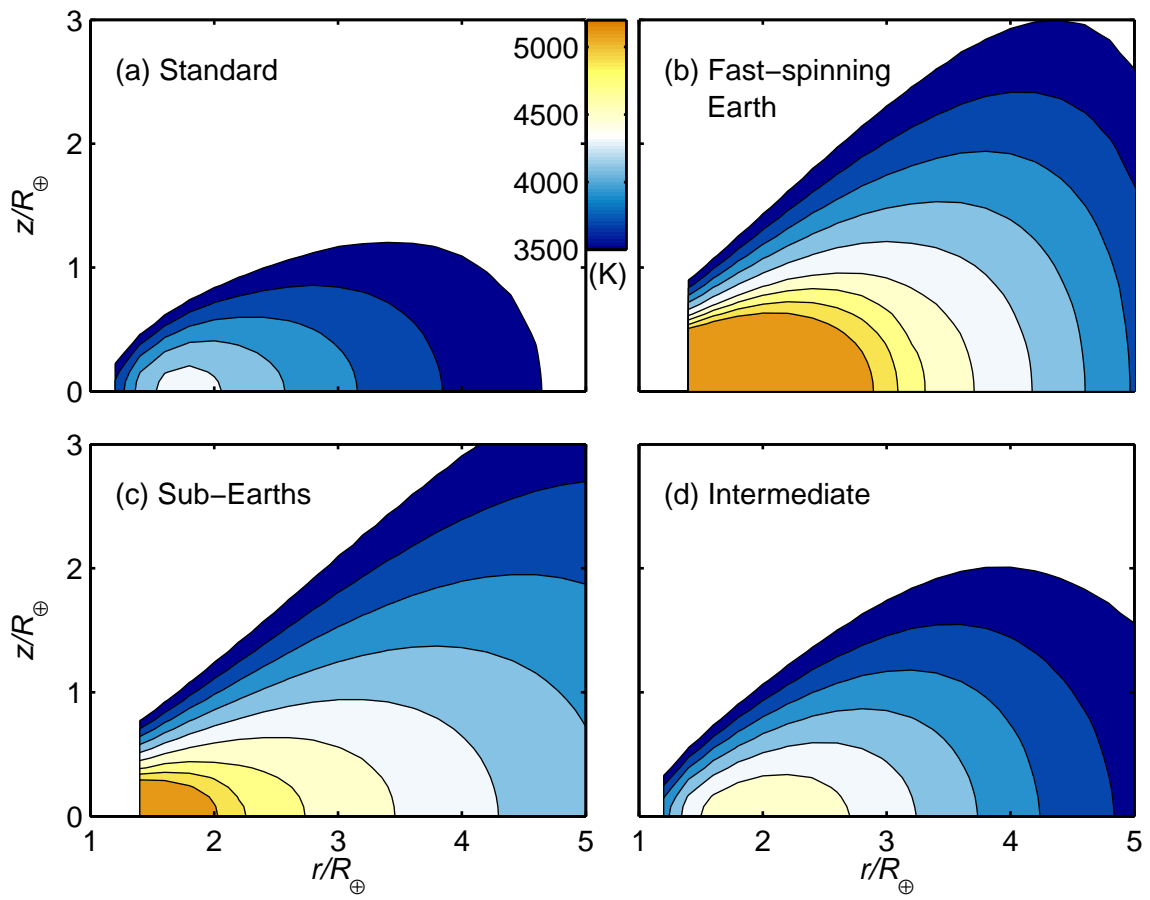 3
2
1
0
z/R⊕
(a) Standard
5000
4500
4000
3500
(K)
(b) Fast−spinning
Earth
3
2
1
0
z/R⊕
(c) Sub−Earths
(d) Intermediate
1 2 3 4 5
r/R⊕
1 2 3 4 5
r/R⊕